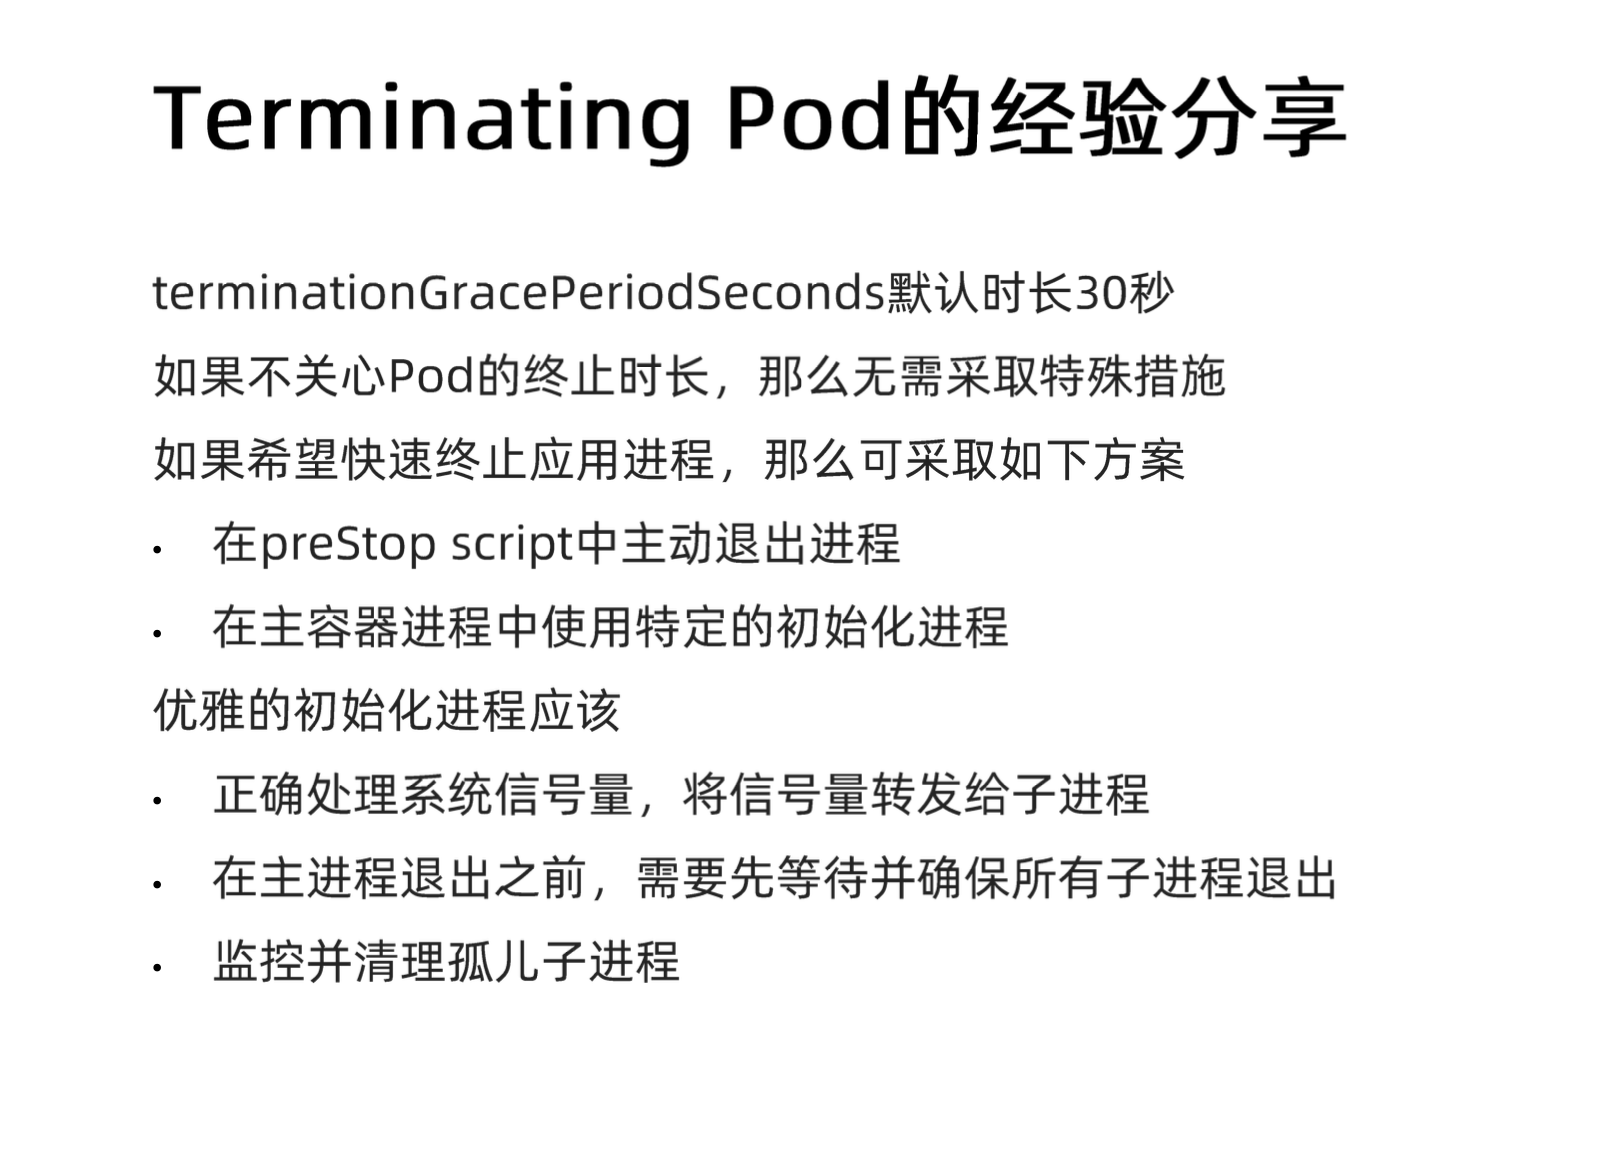 Terminating Pod的经验分享
terminationGracePeriodSeconds默认时长30秒
如果不关心Pod的终止时长，那么无需采取特殊措施
如果希望快速终止应用进程，那么可采取如下方案
• 在preStop script中主动退出进程
• 在主容器进程中使用特定的初始化进程
优雅的初始化进程应该
• 正确处理系统信号量，将信号量转发给子进程
• 在主进程退出之前，需要先等待并确保所有子进程退出
• 监控并清理孤儿子进程